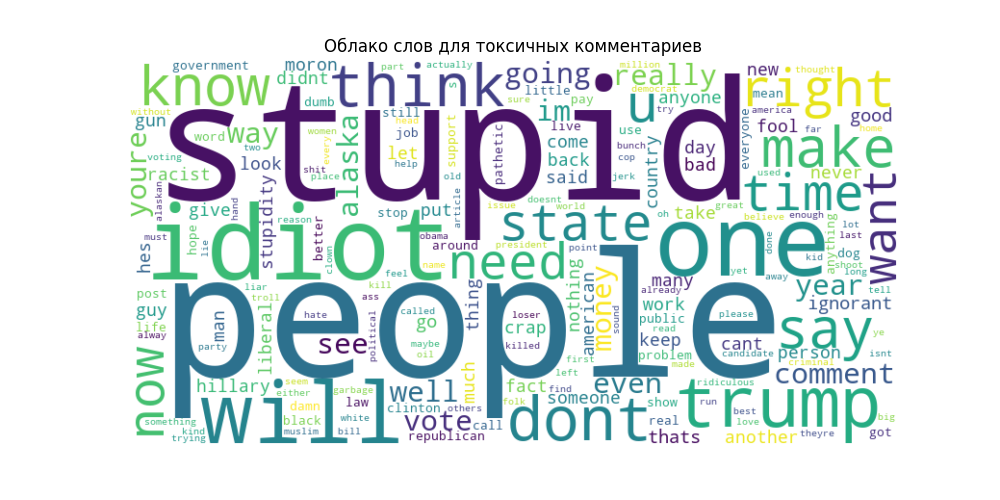 Облако слов для токсичных комментариев
government moron part actually s million thought
know didnt think going little really new right
dumb still sure pay try democrat mean america
without gun word way alaska head job let support pathetic im u anyone use fool far good
youre voting two women stupid live come bunch cop country day bad everyone make home
racist look shit every help old back said jerk doesnt used never
alaskan give hand place stupidity stop put article issue state world oh take great believe enough time want
hes must hope reason better idiot obama around president need point one done kid anything lot last dog
lie clown feel name yet away shoot long
post liar troll kill ass people thing nothing american money many already year tell
guy life man hate called go loser crap work public please ignorant
alway party liberal see political maybe oil killed sound read keep cant say ye
now hillary seem either garbage law well much fact first left find even problem made candidate person criminal isnt
something kind trying will damn black white muslim bill clinton others vote call folk someone dont show real ridiculous run best love trump comment big
republican thats another theyre got